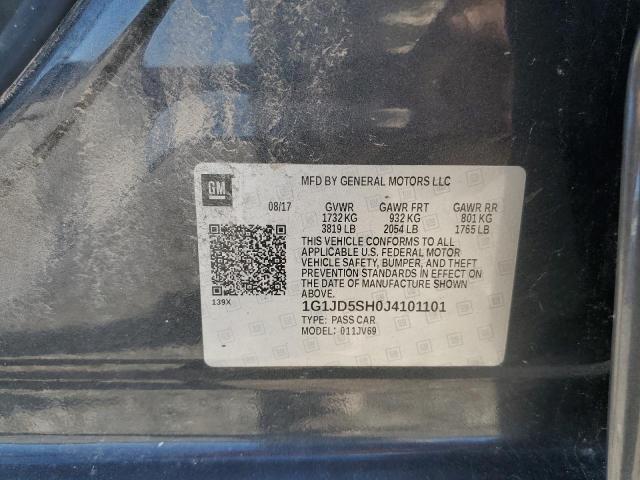 GM
MFD BY GENERAL MOTORS LLC
08/17 GVWR GAWR FRT GAWR RR
1732 KG 932 KG 801 KG
3819 LB 2054 LB 1765 LB
THIS VEHICLE CONFORMS TO ALL
APPLICABLE U.S. FEDERAL MOTOR
VEHICLE SAFETY, BUMPER, AND THEFT
PREVENTION STANDARDS IN EFFECT ON
THE DATE OF MANUFACTURE SHOWN
ABOVE.
139X
1G1JD5SH0J4101101
TYPE: PASS CAR
MODEL: 011JV69